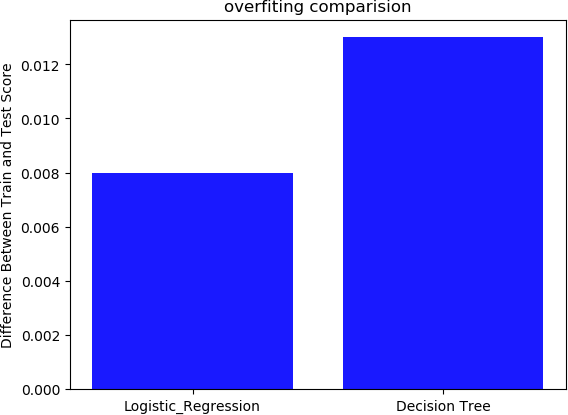 overfiting comparision
Difference Between Train and Test Score
0.012
0.010
0.008
0.006
0.004
0.002
0.000
Logistic_Regression
Decision Tree